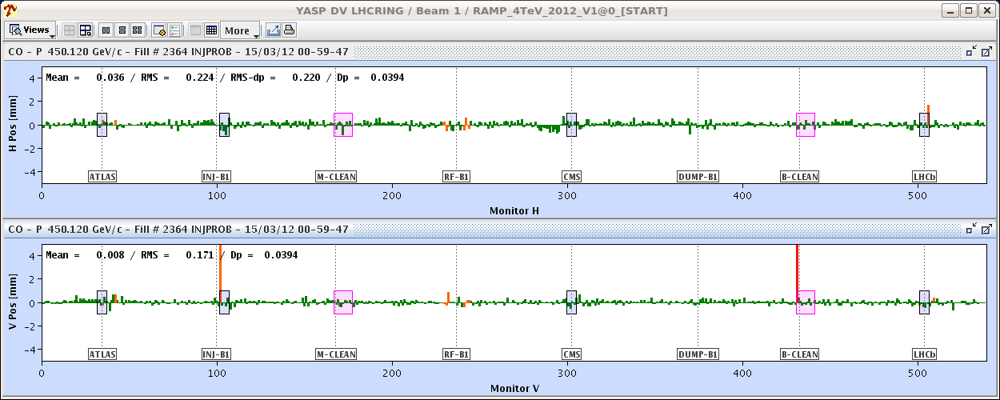 YASP DV LHCRING / Beam 1 / RAMP_4TeV_2012_V1@0_[START]
Views More
CO - P 450.120 GeV/c - Fill # 2364 INJPROB - 15/03/12 00-59-47
Mean = 0.036 / RMS = 0.224 / RMS-dp = 0.220 / Dp = 0.0394
H Pos [mm]
4
2
0
-2
-4
ATLAS INJ-B1 M-CLEAN RF-B1 CMS DUMP-B1 B-CLEAN LHCb
0 100 200 300 400 500
Monitor H
CO - P 450.120 GeV/c - Fill # 2364 INJPROB - 15/03/12 00-59-47
Mean = 0.008 / RMS = 0.171 / Dp = 0.0394
V Pos [mm]
4
2
0
-2
-4
ATLAS INJ-B1 M-CLEAN RF-B1 CMS DUMP-B1 B-CLEAN LHCb
0 100 200 300 400 500
Monitor V